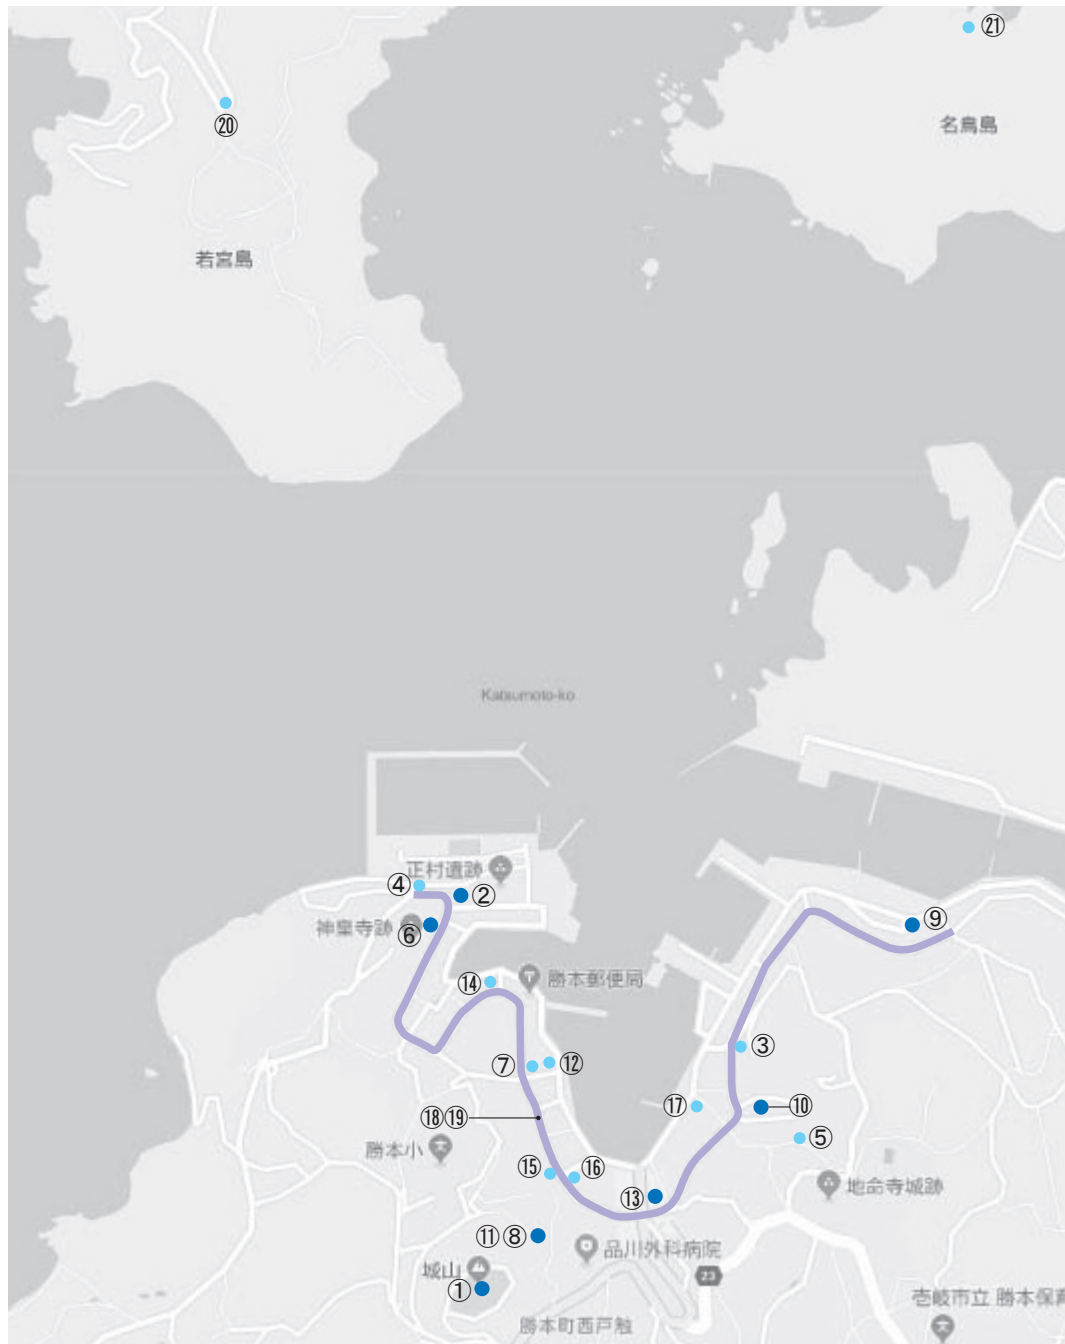 ㉑
⑳
名烏島
若宮島
Katsumoto-ko
正村遺跡
④
②
神皇寺跡
⑥
⑨
⑭
勝本郵便局
③
⑦
⑫
⑰
⑩
⑱⑲
⑤
勝本小
⑮
⑯
地命寺城跡
⑬
⑪⑧
品川外科病院
城山
23
①
壱岐市立 勝本保育
勝本町西戸触